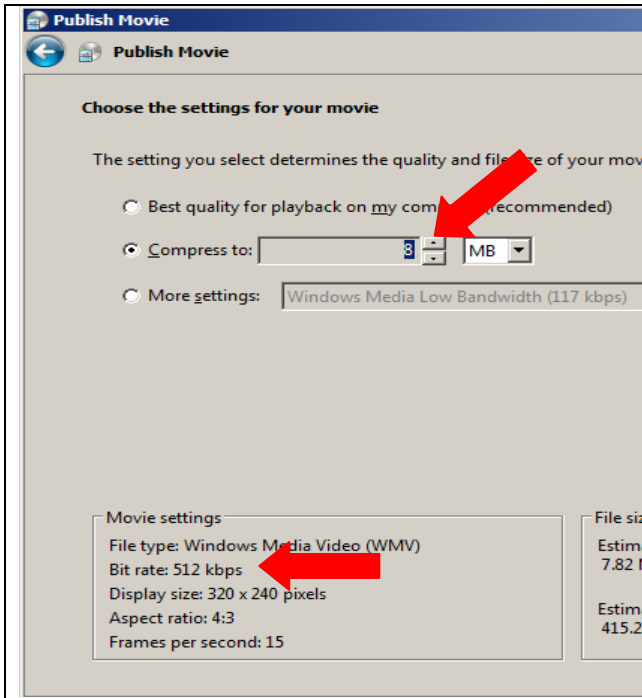 Publish Movie
Publish Movie
Choose the settings for your movie
The setting you select determines the quality and file of your mov
Best quality for playback on my com (recommended)
Compress to: 8 MB
More settings: Windows Media Low Bandwidth (117 kbps)
Movie settings
File type: Windows Media Video (WMV)
Bit rate: 512 kbps
Display size: 320 x 240 pixels
Aspect ratio: 4:3
Frames per second: 15
File siz
Estima
7.82 M
Estima
415.2